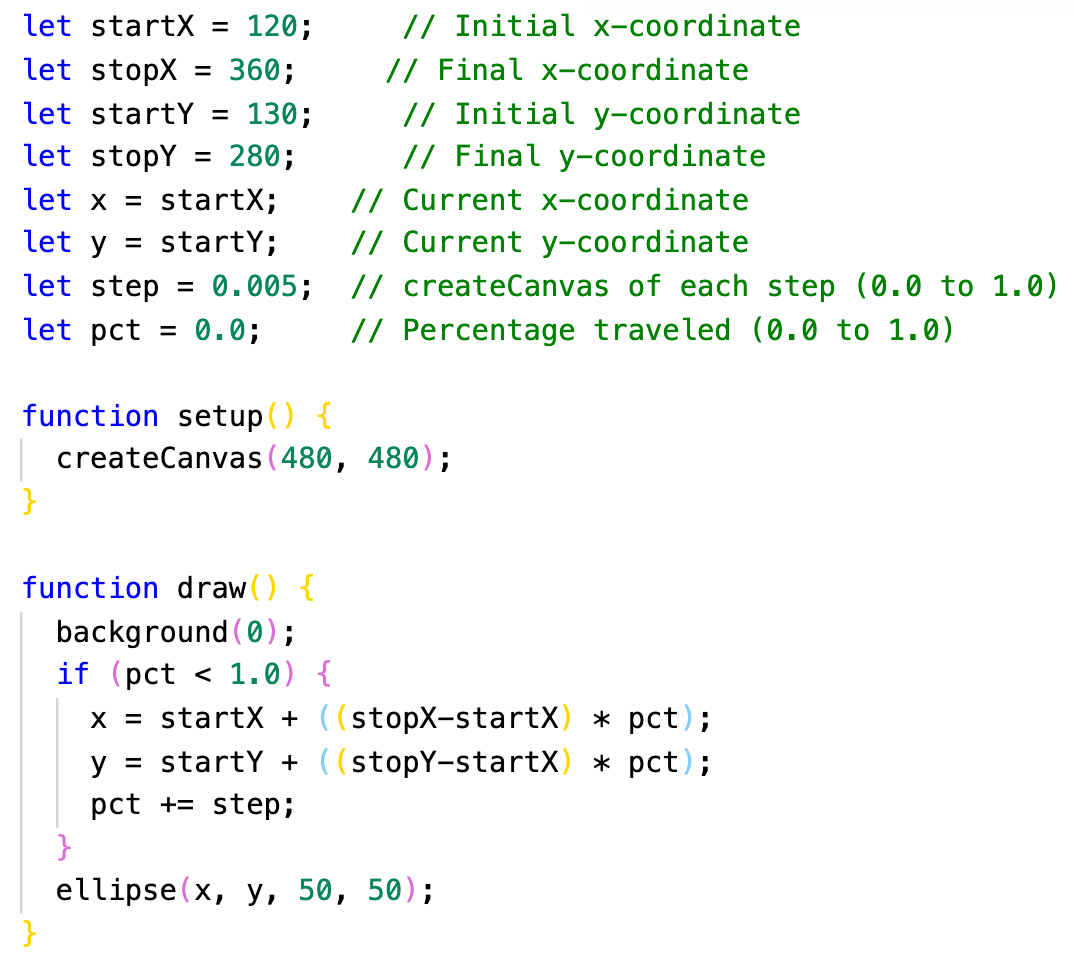 let startX = 120;     // Initial x-coordinate
let stopX = 360;     // Final x-coordinate
let startY = 130;     // Initial y-coordinate
let stopY = 280;      // Final y-coordinate
let x = startX;    // Current x-coordinate
let y = startY;    // Current y-coordinate
let step = 0.005;  // createCanvas of each step (0.0 to 1.0)
let pct = 0.0;     // Percentage traveled (0.0 to 1.0)

function setup() {
  createCanvas(480, 480);
}

function draw() {
  background(0);
  if (pct < 1.0) {
    x = startX + ((stopX-startX) * pct);
    y = startY + ((stopY-startX) * pct);
    pct += step;
  }
  ellipse(x, y, 50, 50);
}